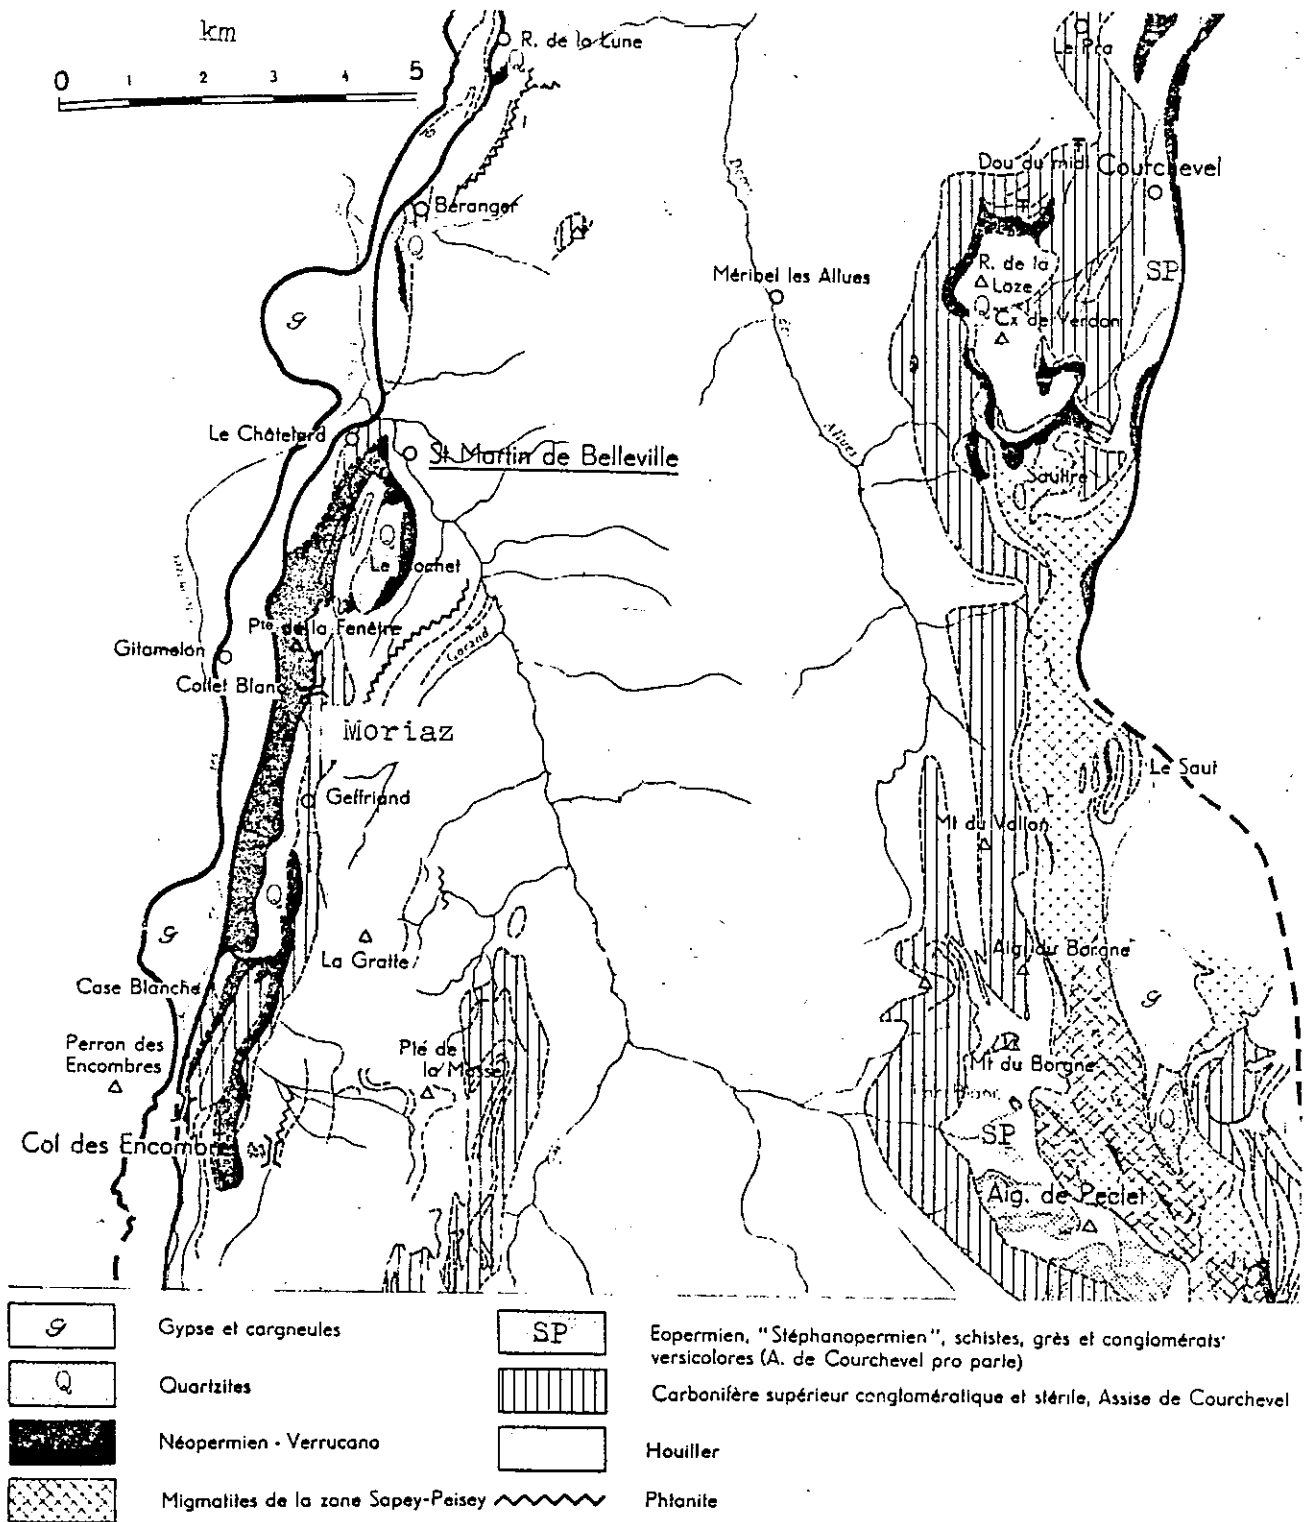 km
0 1 2 3 4 5
R. de la Lune
Q
Le Pra
Dou du midi
Courchevel
Béranger
Q
Méribel les Allues
R. de la
Loze
SP
Q
Cx de Verdon
G
Le Châtelard
St Martin de Belleville
Allues
Saulire
Q
Q
Le Cochet
Pte de la Fenêtre
Gitamelon
Collet Blanc
Moriaz
Le Saut
Geffriand
Mt du Vallon
Q
G
La Gratte
Aig. du Borgne
Case Blanche
G
Perron des
Encombres
Pte de
la Masse
Mt du Borgne
SP
Q
Col des Encombres
Aig. de Peclet
G Gypse et cargneules
Q Quartzites
Néopermien - Verrucano
Migmatites de la zone Sapey-Peisey
SP Eopermien, "Stéphanopermien", schistes, grès et conglomérats
versicolores (A. de Courchevel pro parte)
Carbonifère supérieur conglomératique et stérile, Assise de Courchevel
Houiller
Phtanite